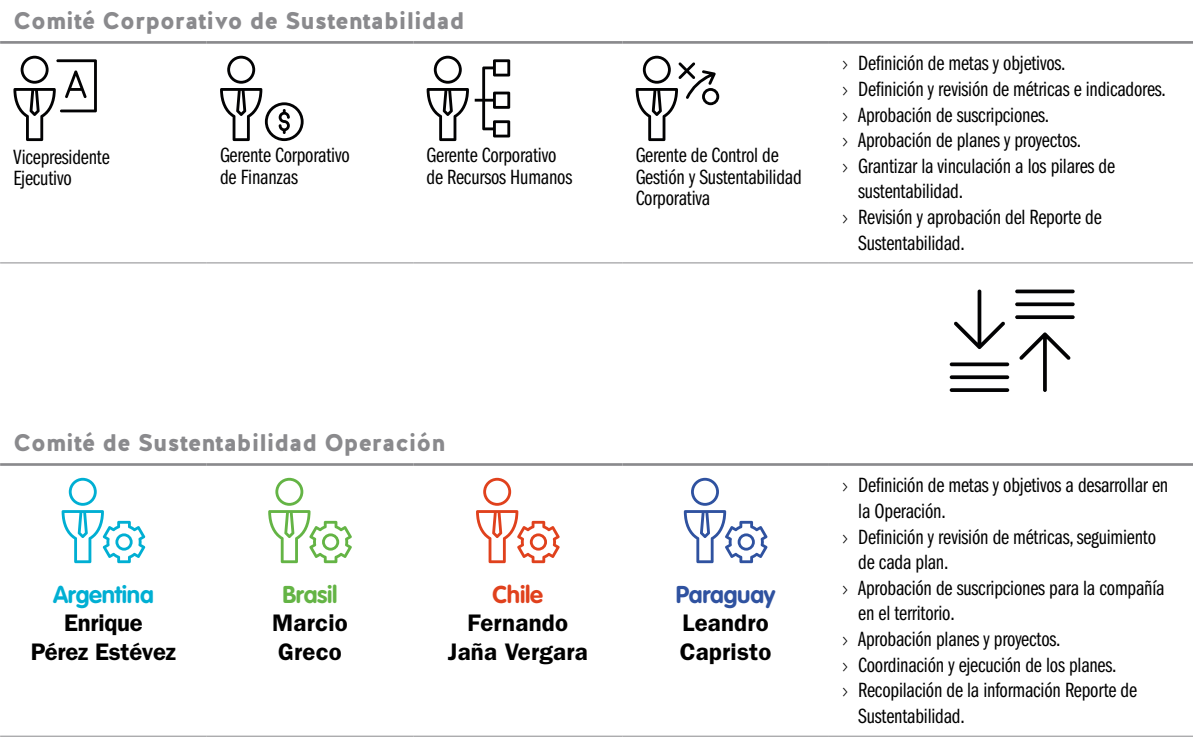 Comité Corporativo de Sustentabilidad
A
$
Vicepresidente
Ejecutivo
Gerente Corporativo
de Finanzas
Gerente Corporativo
de Recursos Humanos
Gerente de Control de
Gestión y Sustentabilidad
Corporativa
› Definición de metas y objetivos.
› Definición y revisión de métricas e indicadores.
› Aprobación de suscripciones.
› Aprobación de planes y proyectos.
› Grantizar la vinculación a los pilares de
sustentabilidad.
› Revisión y aprobación del Reporte de
Sustentabilidad.
Comité de Sustentabilidad Operación
Argentina
Enrique
Pérez Estévez
Brasil
Marcio
Greco
Chile
Fernando
Jaña Vergara
Paraguay
Leandro
Capristo
› Definición de metas y objetivos a desarrollar en
la Operación.
› Definición y revisión de métricas, seguimiento
de cada plan.
› Aprobación de suscripciones para la compañía
en el territorio.
› Aprobación planes y proyectos.
› Coordinación y ejecución de los planes.
› Recopilación de la información Reporte de
Sustentabilidad.